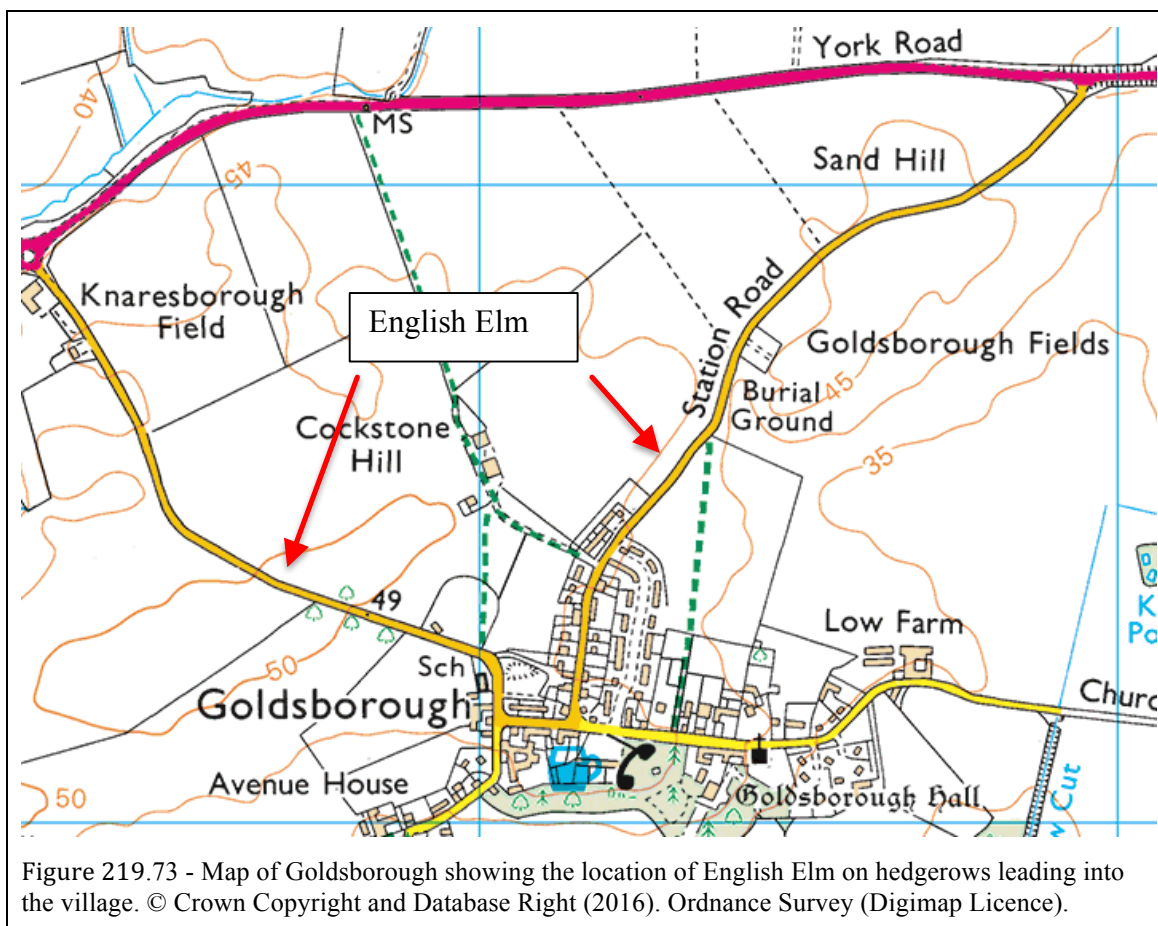 York Road
40
MS
Sand Hill
45
Knaresborough
Field
English Elm
Station Road
Goldsborough Fields
45
Burial
Ground
Cockstone
Hill
35
49
K
Po
Low Farm
50
Sch
Goldsborough
Churc
Avenue House
50
Goldsborough Hall
w Cut
Figure 219.73 - Map of Goldsborough showing the location of English Elm on hedgerows leading into
the village. © Crown Copyright and Database Right (2016). Ordnance Survey (Digimap Licence).